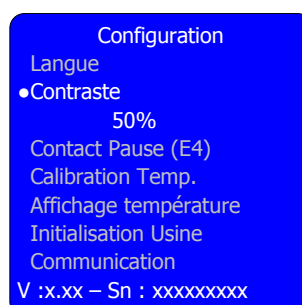 Configuration
Langue
●Contraste
50%
Contact Pause (E4)
Calibration Temp.
Affichage température
Initialisation Usine
Communication
V :x.xx – Sn : xxxxxxxxx